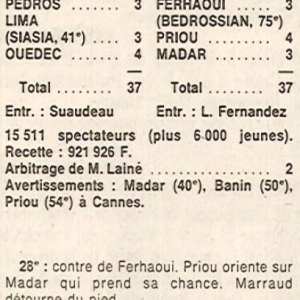 PEDROS ........ 3 FERHAOUI ..... 3
LIMA (BEDROSSIAN, 75°)
(SIASIA, 41°) .... 3 PRIOU ........... 4
OUEDEC ........ 4 MADAR ......... 3
— —
Total ......... 37 Total ......... 37
Entr. : Suaudeau Entr. : L. Fernandez
15 511 spectateurs (plus 6·000 jeunes).
Recette : 921 926 F.
Arbitrage de M. Lainé ................ 2
Avertissements : Madar (40°), Banin (50°),
Priou (54°) à Cannes.
28° : contre de Ferhaoui. Priou oriente sur
Madar qui prend sa chance. Marraud
détourne du pied